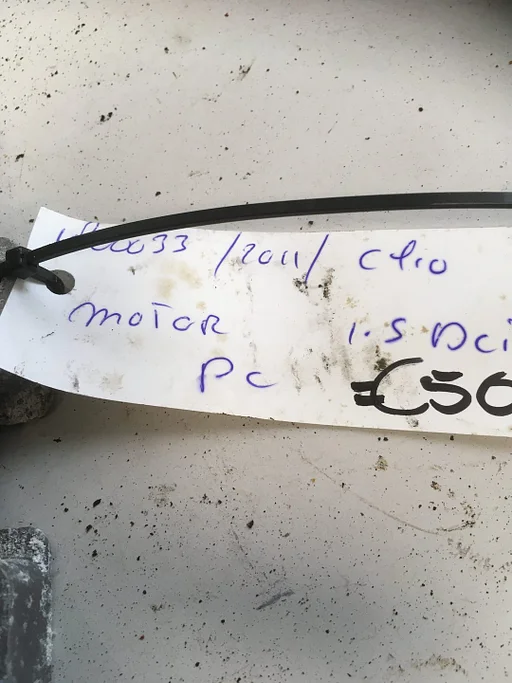 /2011/ Clio
motor 1.5 Dci
PC €50